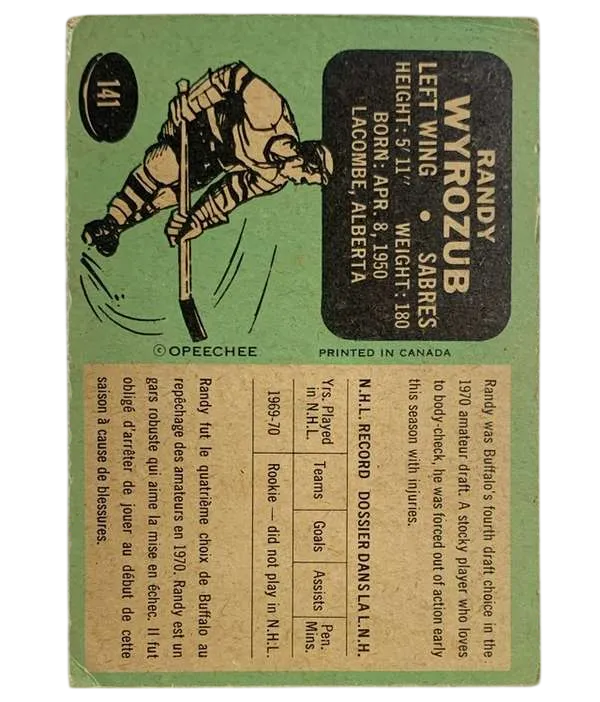 141
RANDY
WYROZUB
LEFT WING • SABRES
HEIGHT: 5'11" WEIGHT: 180
BORN: APR. 8, 1950
LACOMBE, ALBERTA
© OPEECHEE
PRINTED IN CANADA
Randy was Buffalo's fourth draft choice in the
1970 amateur draft. A stocky player who loves
to body-check, he was forced out of action early
this season with injuries.
N.H.L. RECORD DOSSIER DANS LA L.N.H.
Yrs. Played in N.H.L. Teams Goals Assists Pen. Mins.
1969-70 Rookie — did not play in N.H.L.
Randy fut le quatrième choix de Buffalo au
repêchage des amateurs en 1970. Randy est un
gars robuste qui aime la mise en échec. Il fut
obligé d'arrêter de jouer au début de cette
saison à cause de blessures.